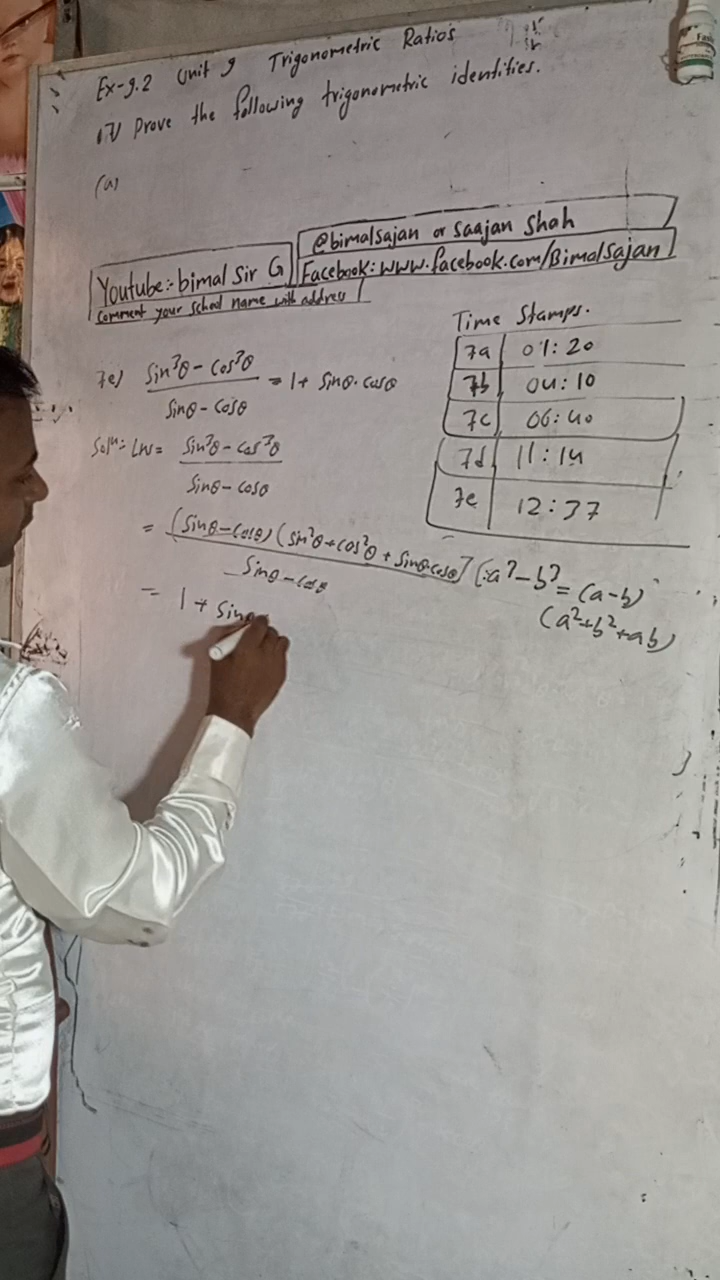 Ex-9.2 Unit 9 Trigonometric Ratios
Prove the following trigonometric identities.
(a)
@bimalsajan or Saajan Shah
Youtube:- bimal Sir G
Facebook: www.facebook.com/BimalSajan
comment your school name with address
Time Stamps.
7a 01:20
7b 04:10
7c 06:40
7d 11:14
7e 12:37
7e) sin³θ - cos³θ / sinθ - cosθ = 1 + sinθ.cosθ
Solⁿ: LHS = sin³θ - cos³θ / sinθ - cosθ
= (sinθ - cosθ) (sin²θ + cos²θ + sinθ.cosθ) / sinθ - cosθ [∵ a³ - b³ = (a-b)
(a²+b²+ab)
= 1 + sin